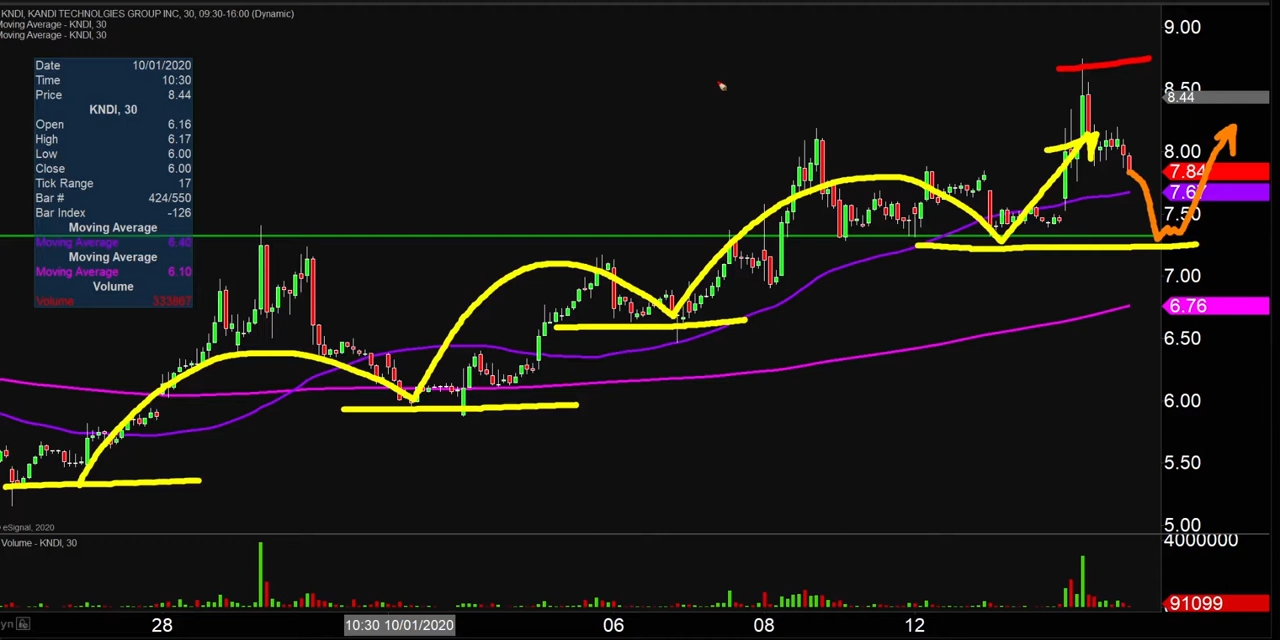 KNDI, KANDI TECHNOLGIES GROUP INC, 30, 09:30-16:00 (Dynamic)
Moving Average - KNDI, 30
Moving Average - KNDI, 30
Date 10/01/2020
Time 10:30
Price 8.44
KNDI, 30
Open 6.16
High 6.17
Low 6.00
Close 6.00
Tick Range 17
Bar # 424/550
Bar Index -126
Moving Average
Moving Average 6.40
Moving Average
Moving Average 6.10
Volume
Volume 333867
9.00
8.50
8.44
8.00
7.84
7.67
7.50
7.00
6.76
6.50
6.00
5.50
5.00
eSignal, 2020
Volume - KNDI, 30
4000000
91099
yn
28
10:30 10/01/2020
06
08
12